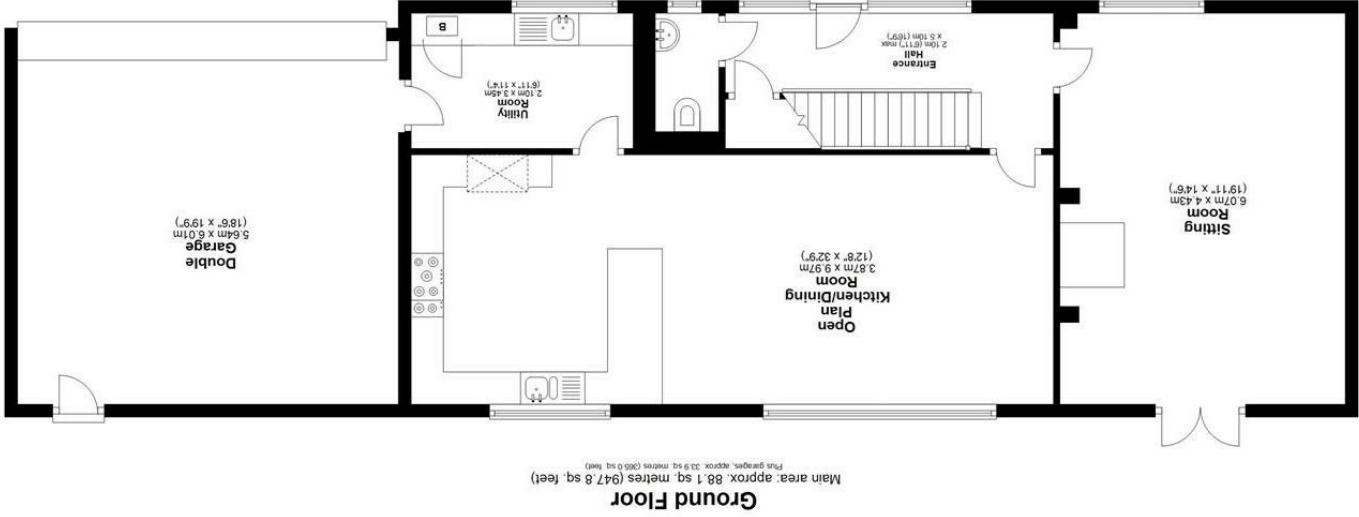 Ground Floor
Main area: approx. 88.1 sq. metres (947.8 sq. feet)
Plus garages, approx. 33.9 sq. metres (365.0 sq. feet)
Sitting
Room
6.07m x 4.43m
(19'11" x 14'6")
Open
Plan
Kitchen/Dining
Room
3.87m x 9.97m
(12'8" x 32'9")
Double
Garage
5.64m x 6.01m
(18'6" x 19'9")
Entrance
Hall
2.10m (6'11") max
x 5.10m (16'9")
Utility
Room
2.10m x 3.45m
(6'11" x 11'4")
B